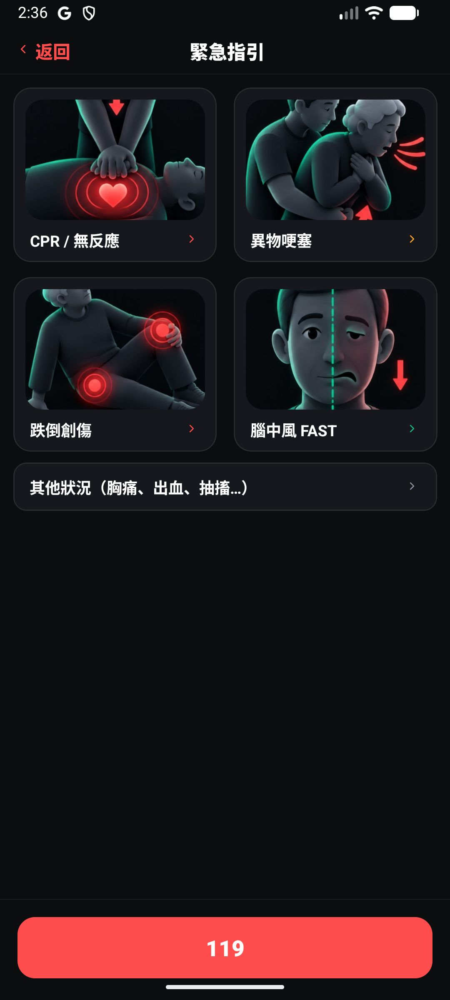 2:36
返回
緊急指引
CPR / 無反應
異物哽塞
跌倒創傷
腦中風 FAST
其他狀況（胸痛、出血、抽搐...）
119